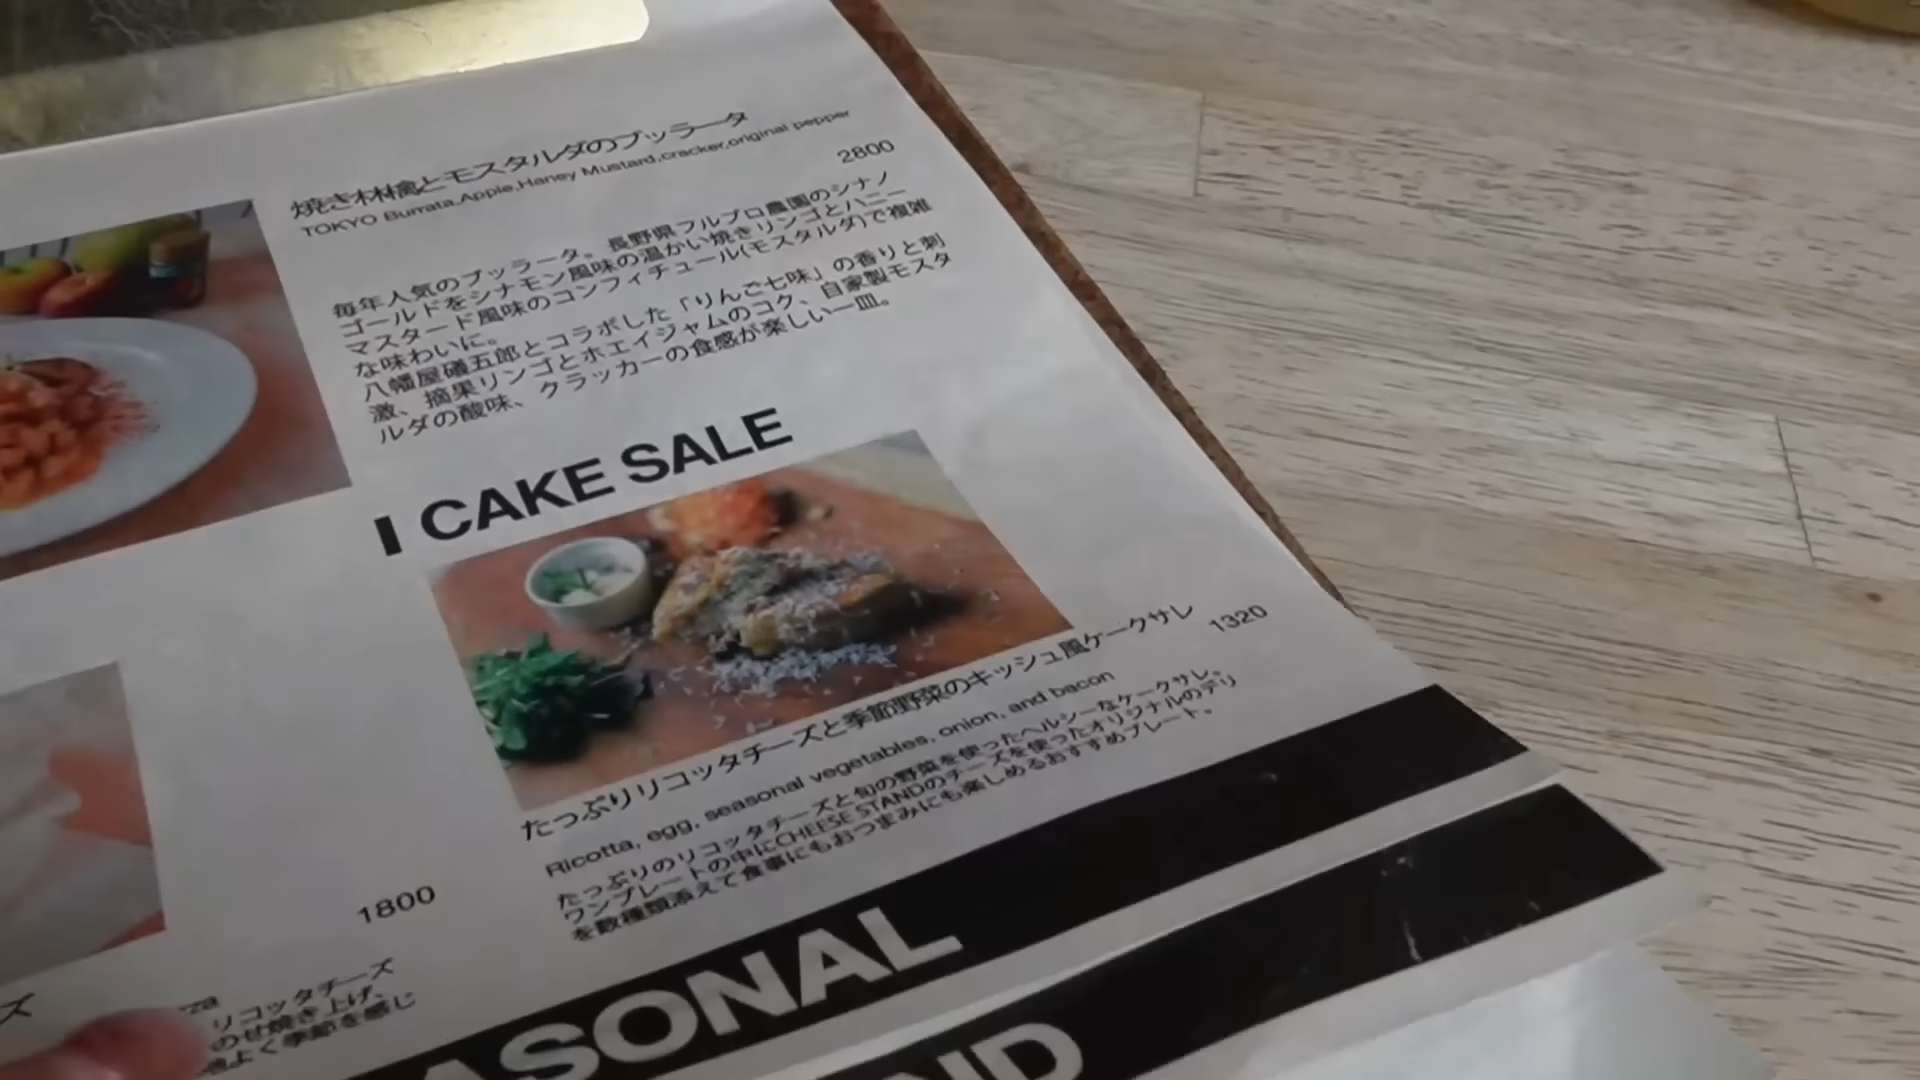 焼き林檎とモスタルダのブッラータ
TOKYO Burrata,Apple,Haney Mustard,cracker,original pepper
2800
毎年人気のブッラータ。長野県フルプロ農園のシナノ
ゴールドをシナモン風味の温かい焼きリンゴとハニー
マスタード風味のコンフィチュール(モスタルダ)で複雑
な味わいに。
八幡屋礒五郎とコラボした「りんご七味」の香りと刺
激、摘果リンゴとホエイジャムのコク、自家製モスタ
ルダの酸味、クラッカーの食感が楽しい一皿。
CAKE SALE
たっぷりリコッタチーズと季節野菜のキッシュ風ケークサレ
1320
Ricotta, egg, seasonal vegetables, onion, and bacon
たっぷりのリコッタチーズと旬の野菜を使ったヘルシーなケークサレ。
ワンプレートの中にCHEESE STANDのチーズを使ったオリジナルのデリ
を数種類添えて食事にもおつまみにも楽しめるおすすめプレート。
1800
ズ
za
リコッタチーズ
のせ焼き上げ、
よく季節を感じ
ASONAL
ND